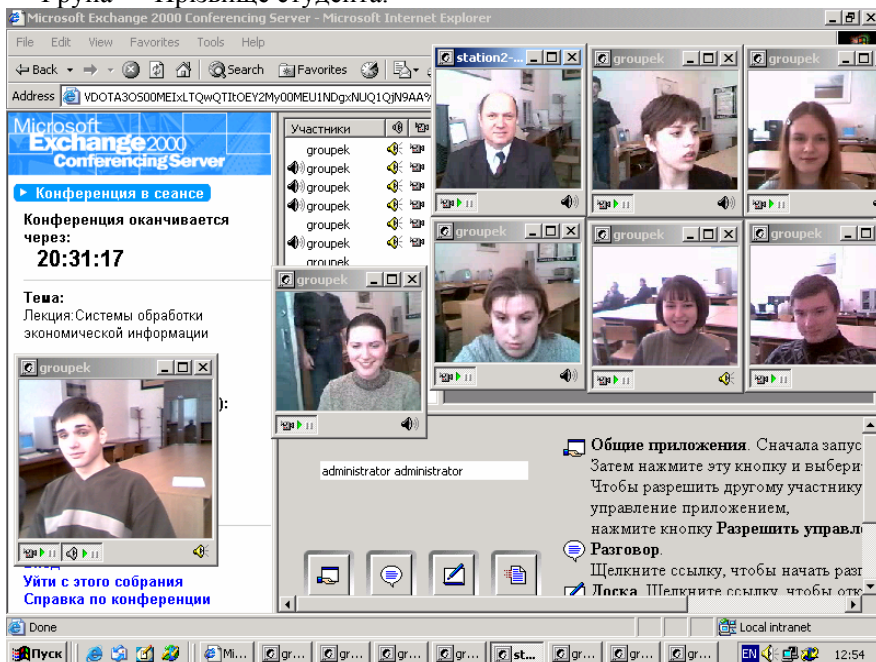 Група Прізвище студента.
Microsoft Exchange 2000 Conferencing Server - Microsoft Internet Explorer
File Edit View Favorites Tools Help
Back Search Favorites
Address
Microsoft
Exchange 2000
Conferencing Server
Конференция в сеансе
Конференция оканчивается
через:
20:31:17
Тема:
Лекция:Системы обработки
экономической информации
groupek
):
Уйти с этого собрания
Справка по конференции
Участники
groupek
groupek
groupek
groupek
groupek
groupek
groupek
groupek
station2-...
groupek
groupek
groupek
groupek
groupek
administrator administrator
Общие приложения. Сначала запус
Затем нажмите эту кнопку и выбери
Чтобы разрешить другому участнику
управление приложением,
нажмите кнопку Разрешить управл
Разговор.
Щелкните ссылку, чтобы начать разг
Доска. Щелкните ссылку, чтобы отк
Done Local intranet
Пуск Mi... gr... gr... gr... gr... st... gr... gr... gr... EN 12:54